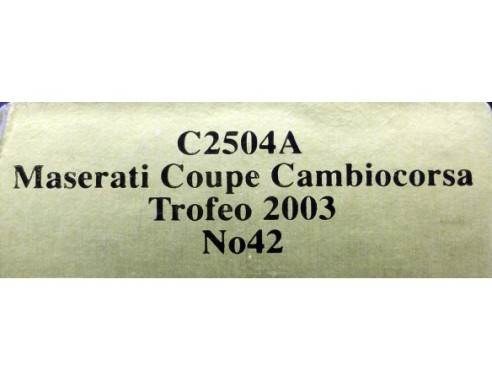 C2504A
Maserati Coupe Cambiocorsa
Trofeo 2003
No42